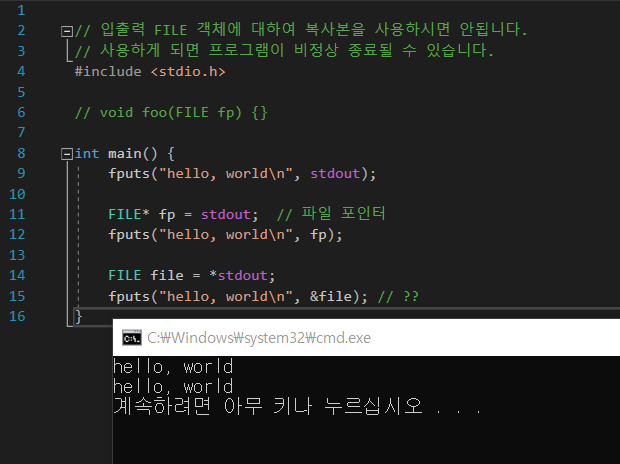 1
2 // 입출력 FILE 객체에 대하여 복사본을 사용하시면 안됩니다.
3 // 사용하게 되면 프로그램이 비정상 종료될 수 있습니다.
4 #include <stdio.h>
5
6 // void foo(FILE fp) {}
7
8 int main() {
9 fputs("hello, world\n", stdout);
10
11 FILE* fp = stdout;  // 파일 포인터
12 fputs("hello, world\n", fp);
13
14 FILE file = *stdout;
15 fputs("hello, world\n", &file); // ??
16 }
C:₩Windows₩system32₩cmd.exe
hello, world
hello, world
계속하려면 아무 키나 누르십시오 . . .